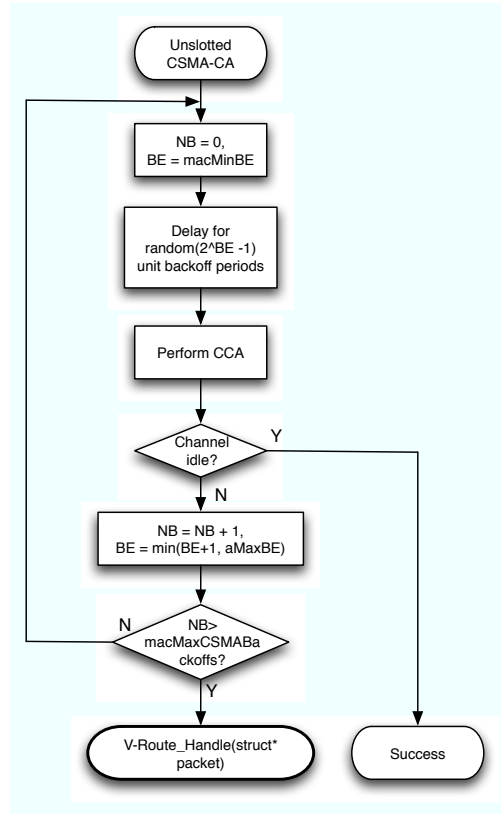 Unslotted
CSMA-CA
NB = 0,
BE = macMinBE
Delay for
random(2^BE -1)
unit backoff periods
Perform CCA
Channel
idle?
Y
N
NB = NB + 1,
BE = min(BE+1, aMaxBE)
N
NB>
macMaxCSMABa
ckoffs?
Y
V-Route_Handle(struct*
packet)
Success